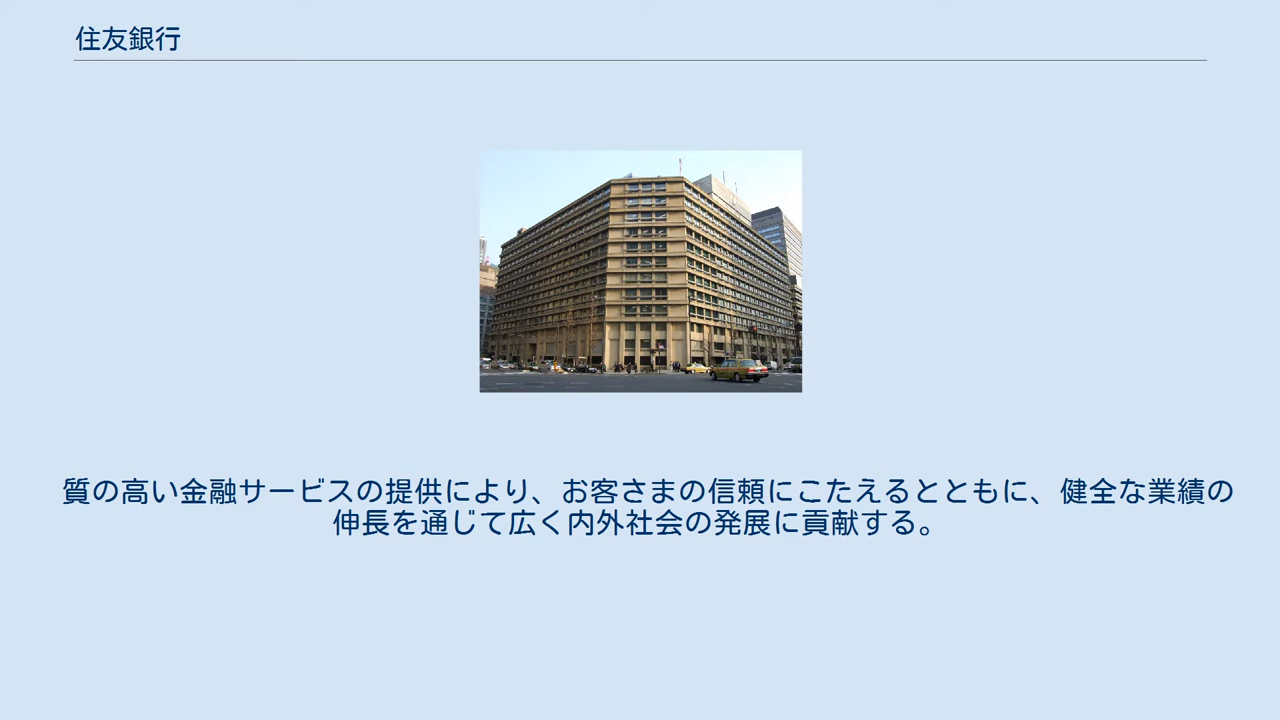 住友銀行
質の高い金融サービスの提供により、お客さまの信頼にこたえるとともに、健全な業績の
伸長を通じて広く内外社会の発展に貢献する。